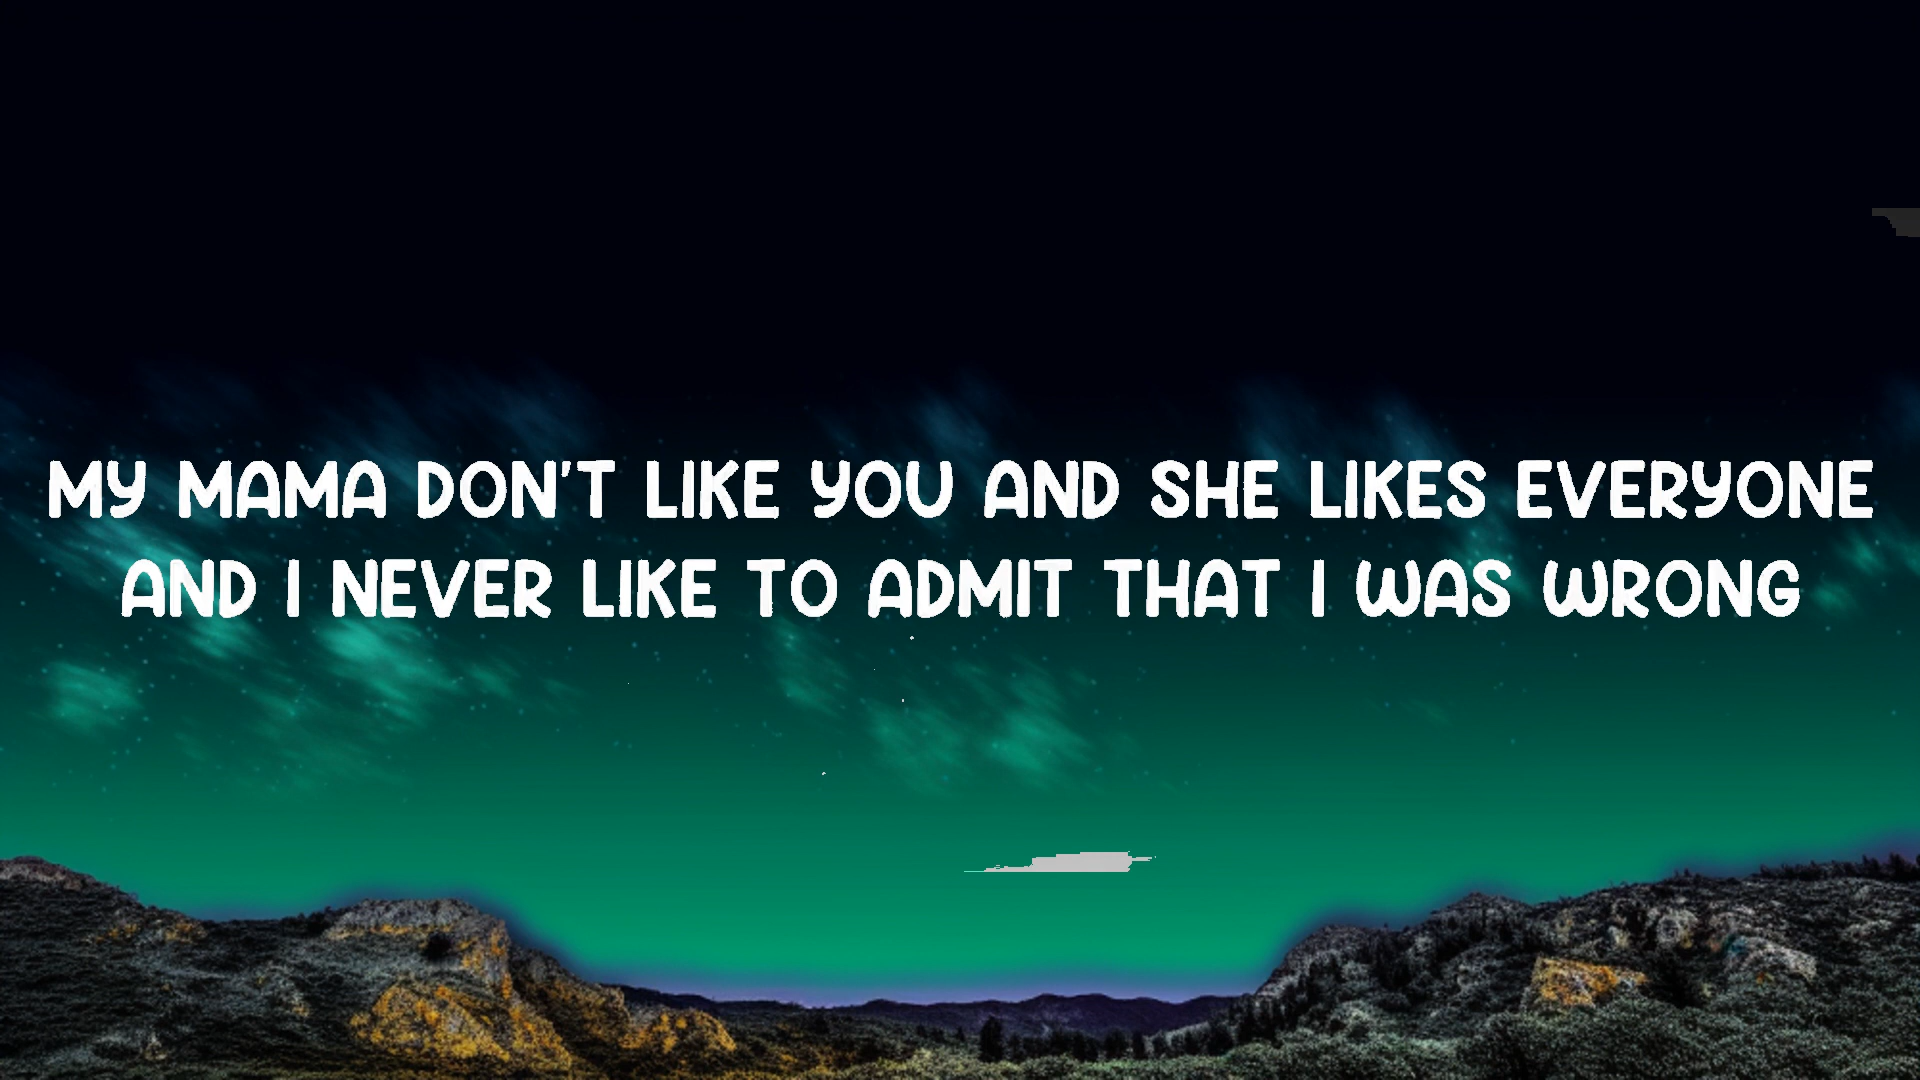 MY MAMA DON'T LIKE YOU AND SHE LIKES EVERYONE
AND I NEVER LIKE TO ADMIT THAT I WAS WRONG